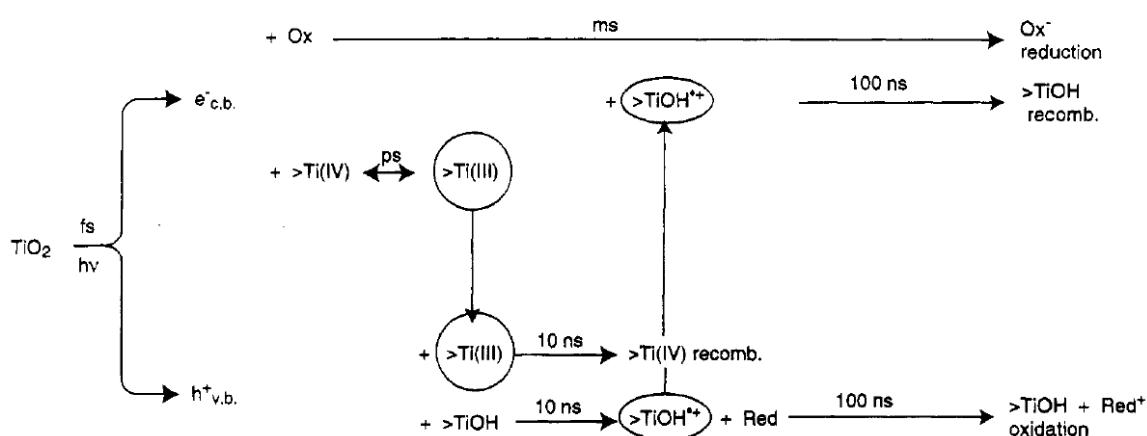 + Ox ms Ox⁻
reduction
e⁻c.b. + >TiOH•+ 100 ns >TiOH
recomb.
+ >Ti(IV) ps >Ti(III)
TiO₂ fs
hν
+ >Ti(III) 10 ns >Ti(IV) recomb.
h⁺v.b.
+ >TiOH 10 ns >TiOH•+ + Red 100 ns >TiOH + Red⁺
oxidation